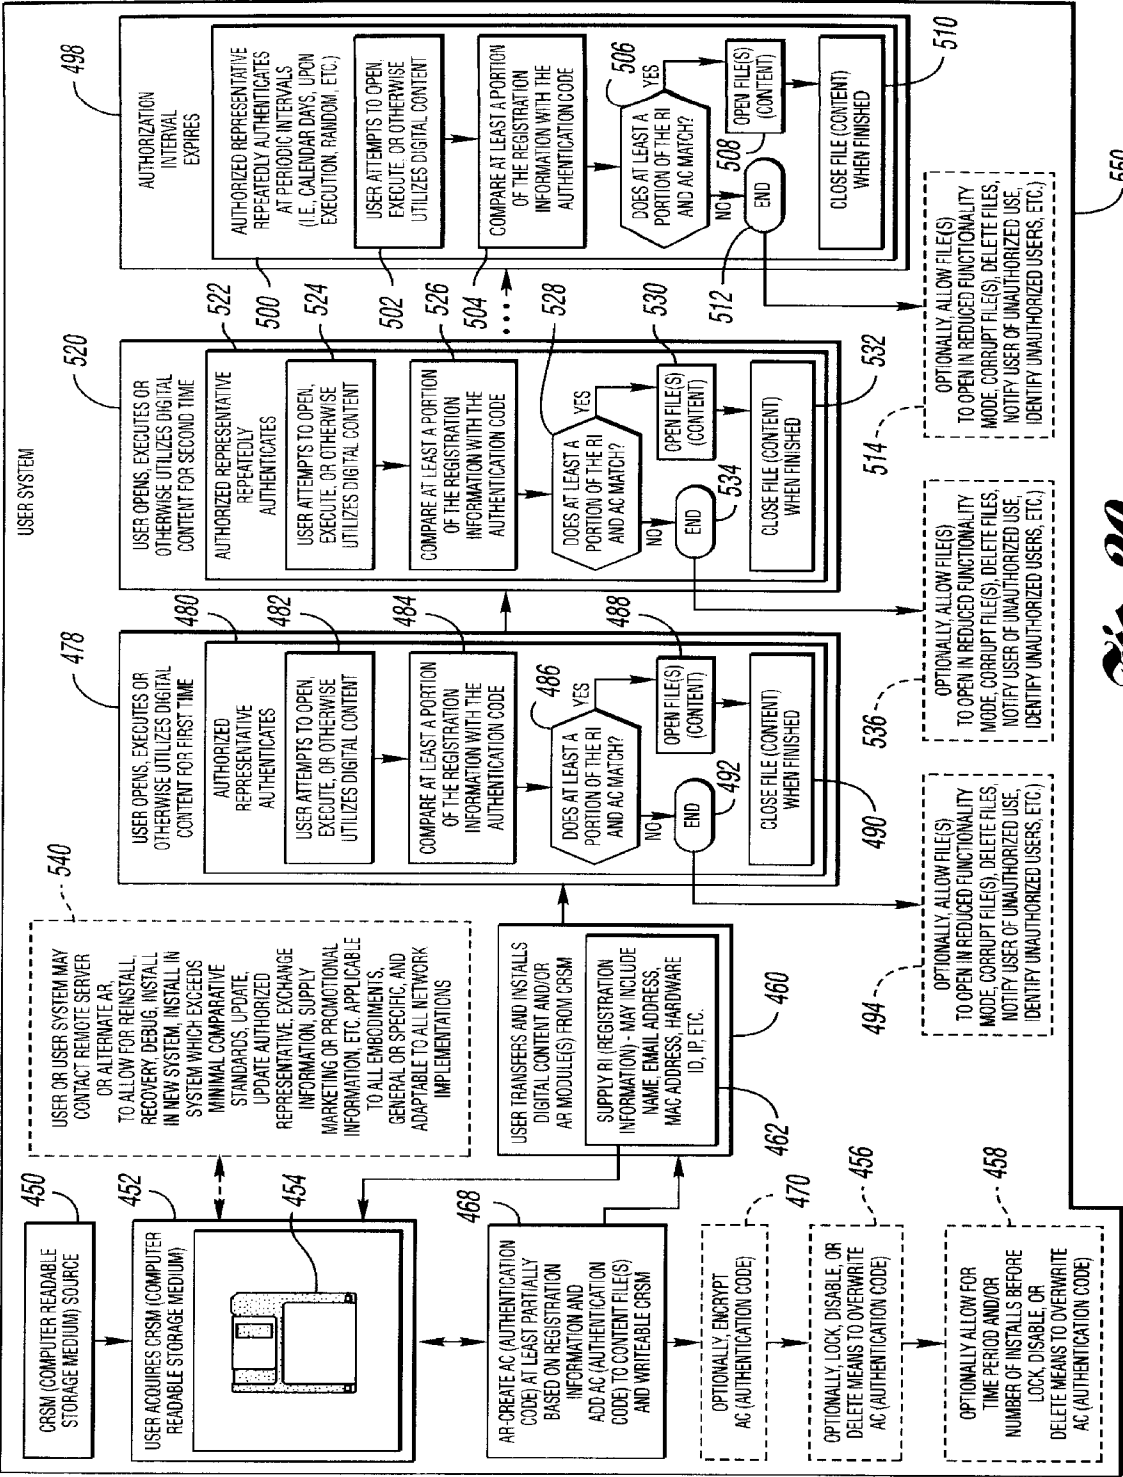 USER SYSTEM
450
CRSM (COMPUTER READABLE
STORAGE MEDIUM) SOURCE
452
USER ACQUIRES CRSM (COMPUTER
READABLE STORAGE MEDIUM)
454
468
AR-CREATE AC (AUTHENTICATION
CODE) AT LEAST PARTIALLY
BASED ON REGISTRATION
INFORMATION AND
ADD AC (AUTHENTICATION
CODE) TO CONTENT FILE(S)
AND WRITEABLE CRSM
470
OPTIONALLY, ENCRYPT
AC (AUTHENTICATION CODE)
456
OPTIONALLY, LOCK, DISABLE, OR
DELETE MEANS TO OVERWRITE
AC (AUTHENTICATION CODE)
458
OPTIONALLY ALLOW FOR
TIME PERIOD AND/OR
NUMBER OF INSTALLS BEFORE
LOCK, DISABLE, OR
DELETE MEANS TO OVERWRITE
AC (AUTHENTICATION CODE)
540
USER OR USER SYSTEM MAY
CONTACT REMOTE SERVER
OR ALTERNATE AR,
TO ALLOW FOR REINSTALL,
RECOVERY, DEBUG, INSTALL
IN NEW SYSTEM, INSTALL IN
SYSTEM WHICH EXCEEDS
MINIMAL COMPARATIVE
STANDARDS, UPDATE,
UPDATE AUTHORIZED
REPRESENTATIVE, EXCHANGE
INFORMATION, SUPPLY
MARKETING OR PROMOTIONAL
INFORMATION, ETC. APPLICABLE
TO ALL EMBODIMENTS,
GENERAL OR SPECIFIC, AND
ADAPTABLE TO ALL NETWORK
IMPLEMENTATIONS
USER TRANSFERS AND INSTALLS
DIGITAL CONTENT AND/OR
AR MODULE(S) FROM CRSM
460
SUPPLY RI (REGISTRATION
INFORMATION) - MAY INCLUDE
NAME, EMAIL ADDRESS,
MAC ADDRESS, HARDWARE
ID, IP, ETC.
462
478
USER OPENS, EXECUTES OR
OTHERWISE UTILIZES DIGITAL
CONTENT FOR FIRST TIME
480
AUTHORIZED
REPRESENTATIVE
AUTHENTICATES
482
USER ATTEMPTS TO OPEN,
EXECUTE, OR OTHERWISE
UTILIZES DIGITAL CONTENT
484
COMPARE AT LEAST A PORTION
OF THE REGISTRATION
INFORMATION WITH THE
AUTHENTICATION CODE
486
DOES AT LEAST A
PORTION OF THE RI
AND AC MATCH?
YES
NO
488
OPEN FILE(S)
(CONTENT)
END
492
CLOSE FILE (CONTENT)
WHEN FINISHED
490
494
OPTIONALLY, ALLOW FILE(S)
TO OPEN IN REDUCED FUNCTIONALITY
MODE, CORRUPT FILE(S), DELETE FILES,
NOTIFY USER OF UNAUTHORIZED USE,
IDENTIFY UNAUTHORIZED USERS, ETC.)
520
USER OPENS, EXECUTES OR
OTHERWISE UTILIZES DIGITAL
CONTENT FOR SECOND TIME
522
AUTHORIZED REPRESENTATIVE
REPEATEDLY
AUTHENTICATES
524
USER ATTEMPTS TO OPEN,
EXECUTE, OR OTHERWISE
UTILIZES DIGITAL CONTENT
526
COMPARE AT LEAST A PORTION
OF THE REGISTRATION
INFORMATION WITH THE
AUTHENTICATION CODE
528
DOES AT LEAST A
PORTION OF THE RI
AND AC MATCH?
YES
NO
530
OPEN FILE(S)
(CONTENT)
END
534
CLOSE FILE (CONTENT)
WHEN FINISHED
532
536
OPTIONALLY, ALLOW FILE(S)
TO OPEN IN REDUCED FUNCTIONALITY
MODE, CORRUPT FILE(S), DELETE FILES,
NOTIFY USER OF UNAUTHORIZED USE,
IDENTIFY UNAUTHORIZED USERS, ETC.)
498
AUTHORIZATION
INTERVAL
EXPIRES
500
AUTHORIZED REPRESENTATIVE
REPEATEDLY AUTHENTICATES
AT PERIODIC INTERVALS
(I.E., CALENDAR DAYS, UPON
EXECUTION, RANDOM, ETC.)
502
USER ATTEMPTS TO OPEN,
EXECUTE, OR OTHERWISE
UTILIZES DIGITAL CONTENT
504
COMPARE AT LEAST A PORTION
OF THE REGISTRATION
INFORMATION WITH THE
AUTHENTICATION CODE
506
DOES AT LEAST A
PORTION OF THE RI
AND AC MATCH?
YES
NO
508
OPEN FILE(S)
(CONTENT)
END
512
CLOSE FILE (CONTENT)
WHEN FINISHED
510
514
OPTIONALLY, ALLOW FILE(S)
TO OPEN IN REDUCED FUNCTIONALITY
MODE, CORRUPT FILE(S), DELETE FILES,
NOTIFY USER OF UNAUTHORIZED USE,
IDENTIFY UNAUTHORIZED USERS, ETC.)
550